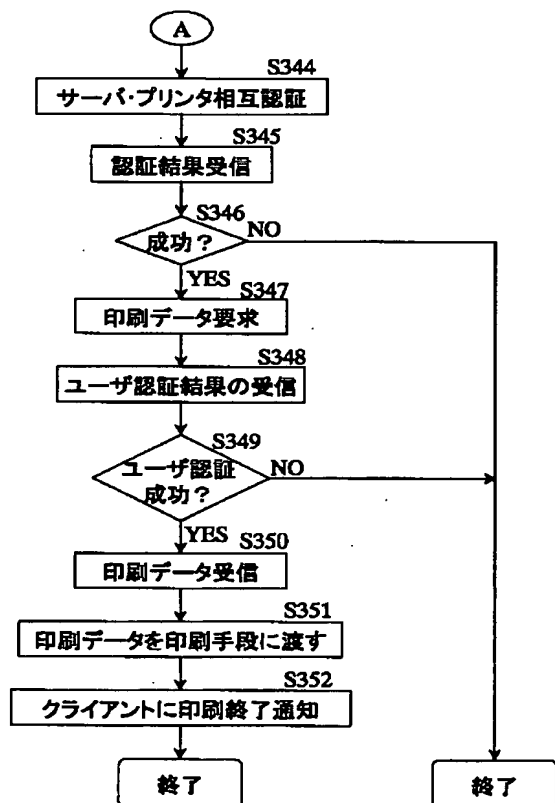 A
S344
サーバ・プリンタ相互認証
S345
認証結果受信
S346
成功？
NO
YES
S347
印刷データ要求
S348
ユーザ認証結果の受信
S349
ユーザ認証
成功？
NO
YES
S350
印刷データ受信
S351
印刷データを印刷手段に渡す
S352
クライアントに印刷終了通知
終了
終了